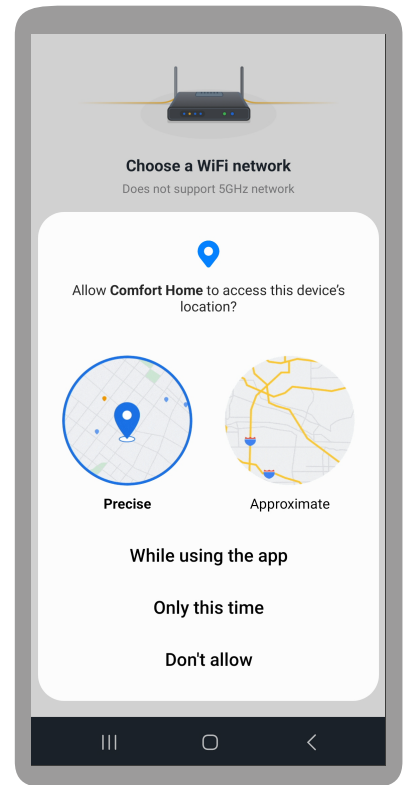 Choose a WiFi network
Does not support 5GHz network
Allow Comfort Home to access this device's
location?
Precise
Approximate
While using the app
Only this time
Don't allow